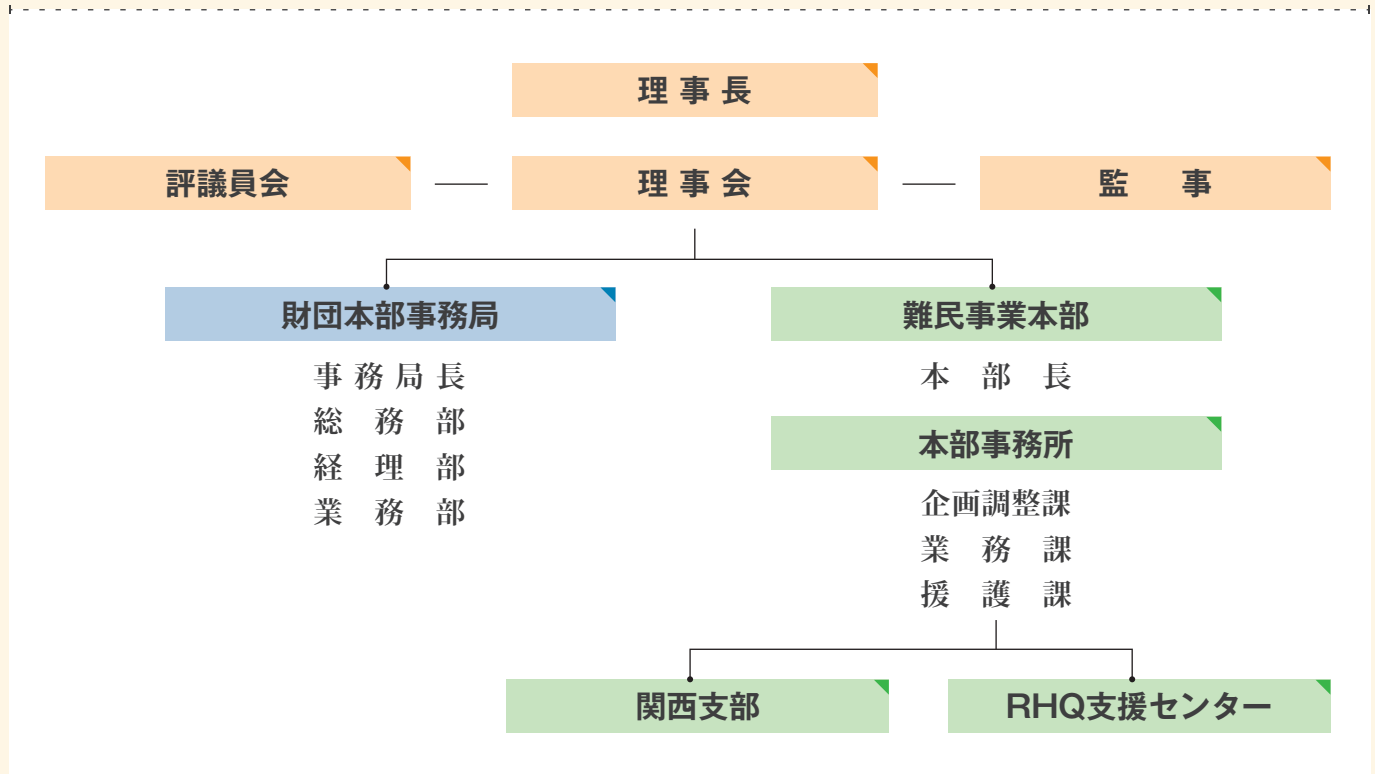 理事長
評議員会
理事会
監事
財団本部事務局
事務局長
総務部
経理部
業務部
難民事業本部
本部長
本部事務所
企画調整課
業務課
援護課
関西支部
RHQ支援センター